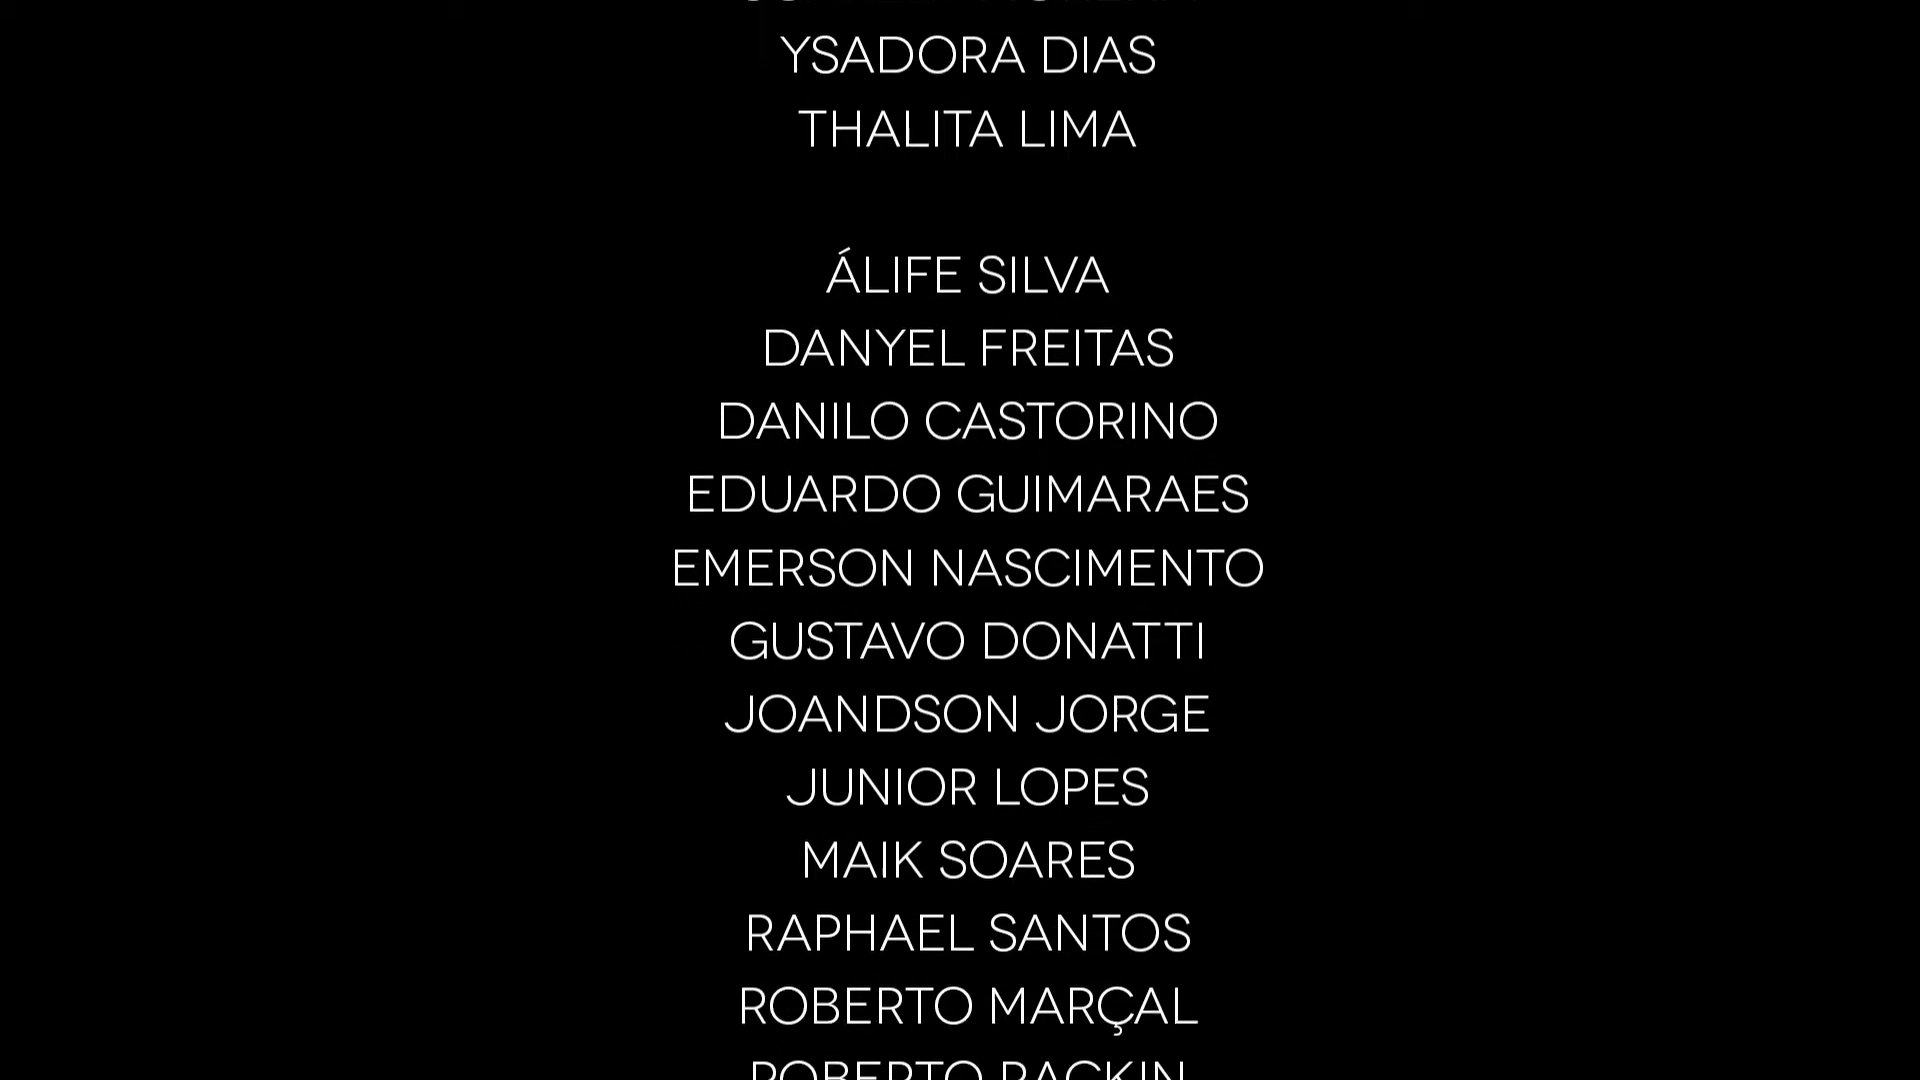 YSADORA DIAS
THALITA LIMA
ÁLIFE SILVA
DANYEL FREITAS
DANILO CASTORINO
EDUARDO GUIMARAES
EMERSON NASCIMENTO
GUSTAVO DONATTI
JOANDSON JORGE
JUNIOR LOPES
MAIK SOARES
RAPHAEL SANTOS
ROBERTO MARÇAL
ROBERTO